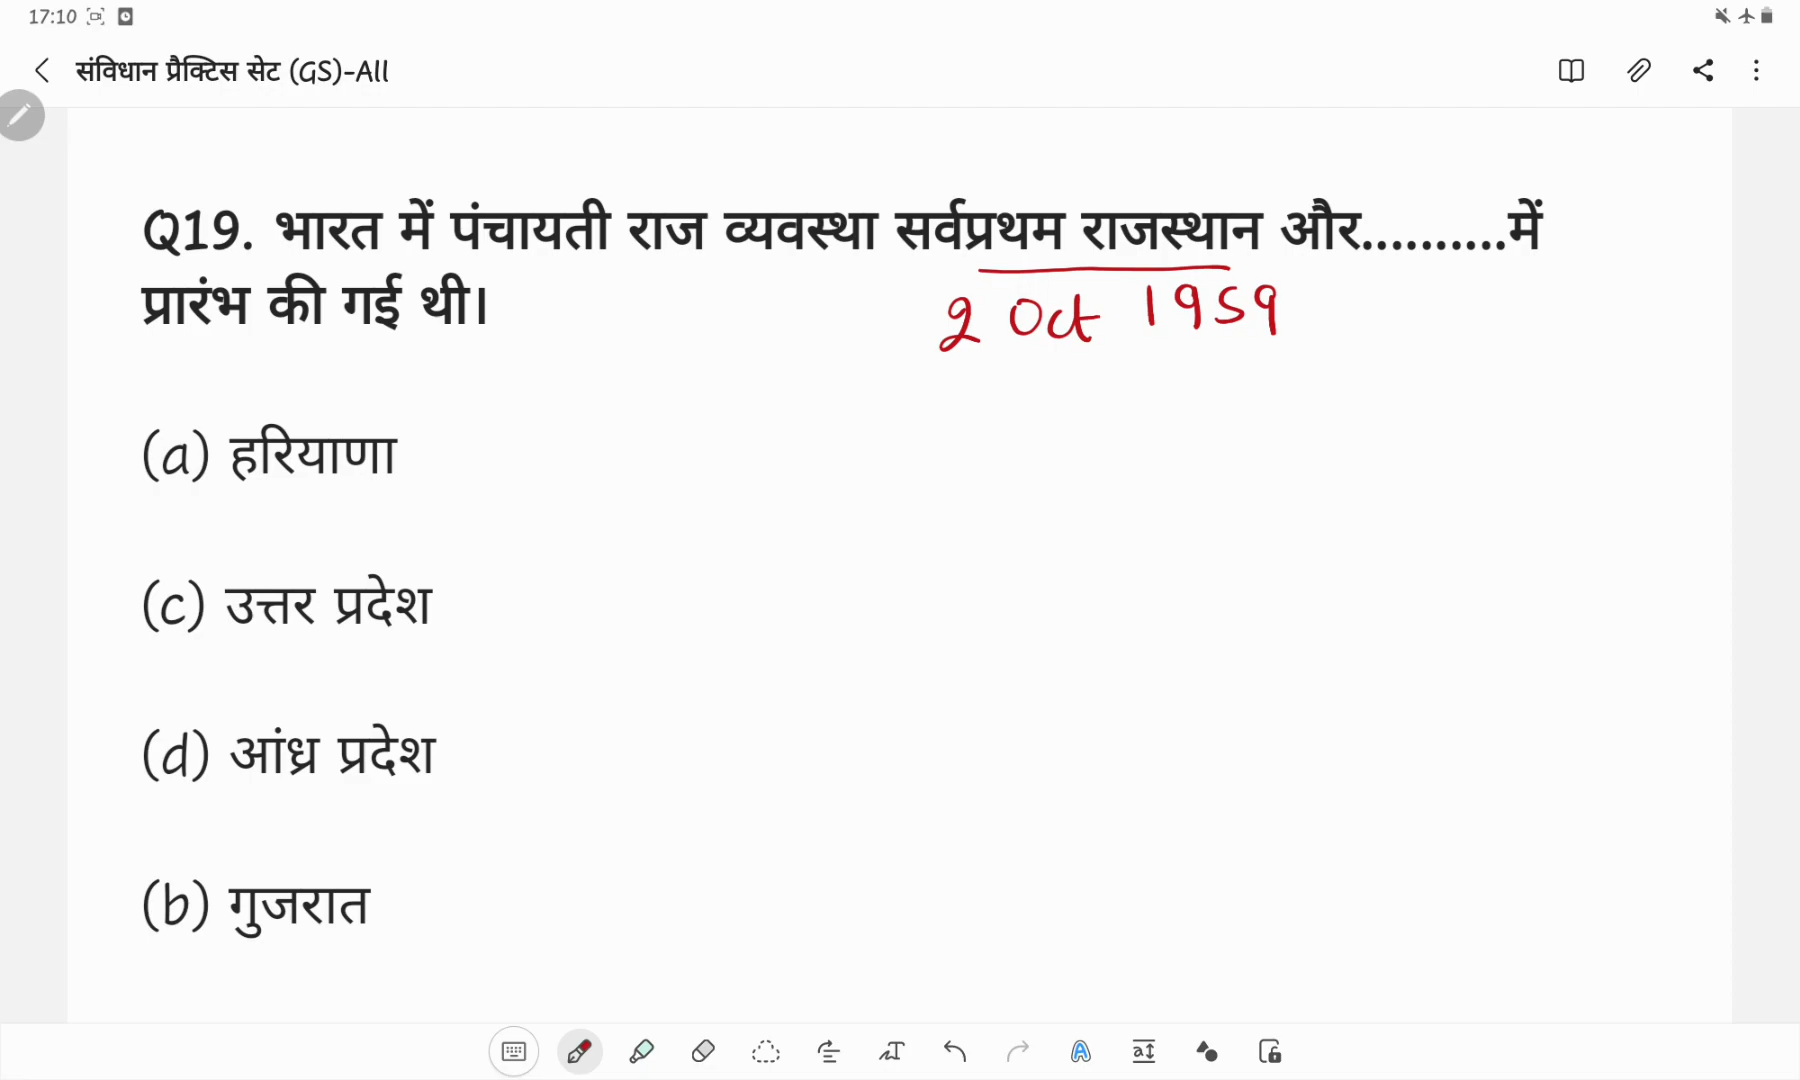 17:10
संविधान प्रैक्टिस सेट (GS)-All
Q19. भारत में पंचायती राज व्यवस्था सर्वप्रथम राजस्थान और..........में
प्रारंभ की गई थी।
2 Oct 1959
(a) हरियाणा
(c) उत्तर प्रदेश
(d) आंध्र प्रदेश
(b) गुजरात